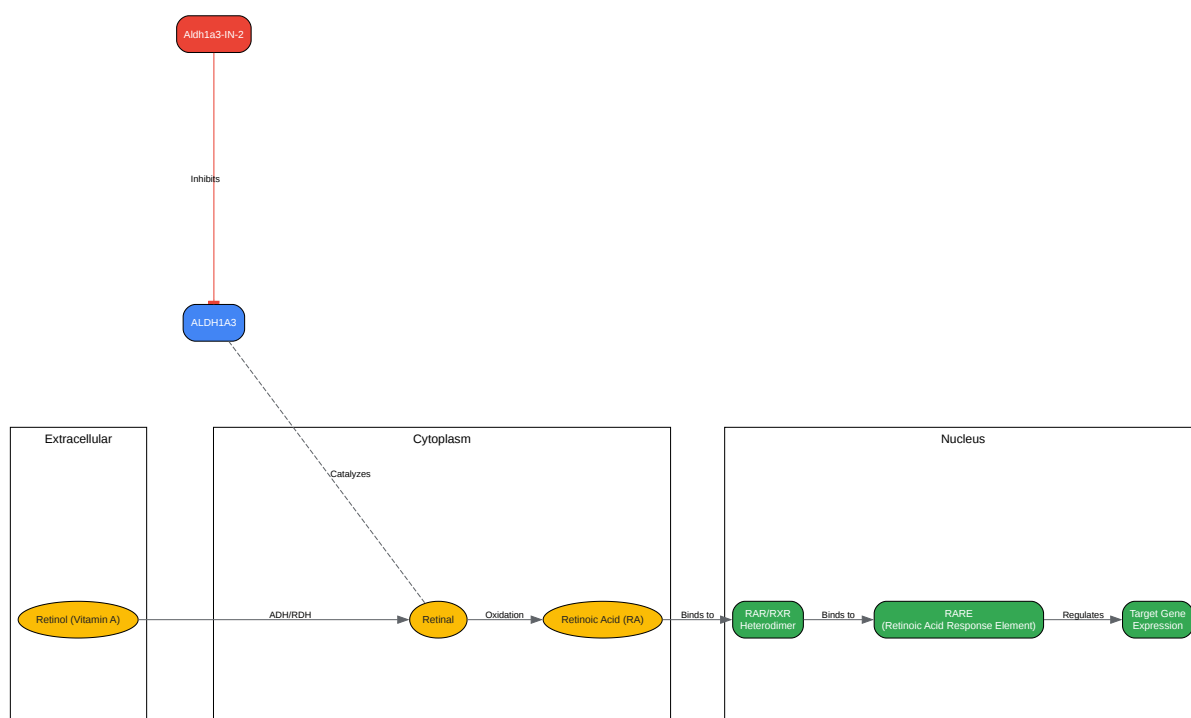 Aldh1a3-IN-2
Inhibits
ALDH1A3
Extracellular
Cytoplasm
Nucleus
Catalyzes
Retinol (Vitamin A)
ADH/RDH
Retinal
Oxidation
Retinoic Acid (RA)
Binds to
RAR/RXR
Heterodimer
Binds to
RARE
(Retinoic Acid Response Element)
Regulates
Target Gene
Expression